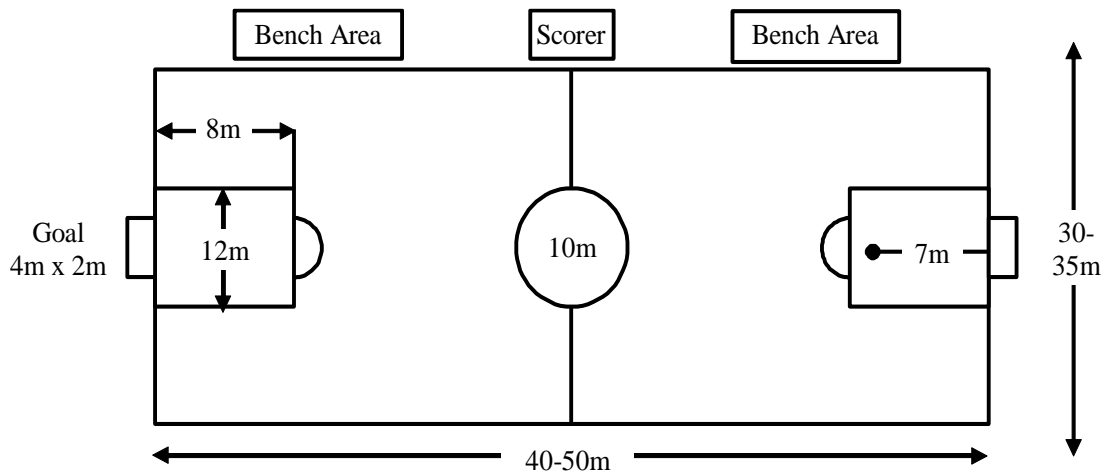 Bench Area
Scorer
Bench Area
8m
Goal
4m x 2m
12m
10m
7m
30-
35m
40-50m